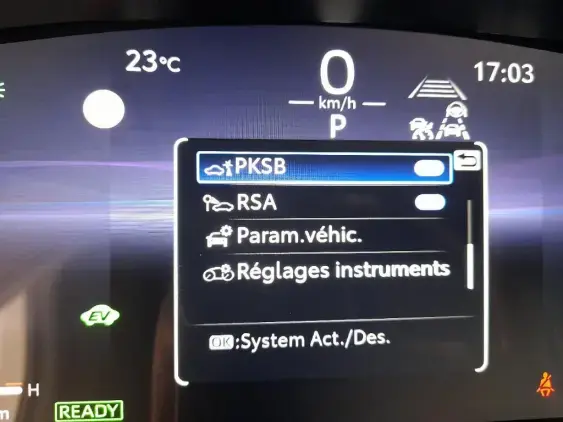 23°C
0
km/h
P
17:03
PKSB
RSA
Param.véhic.
Réglages instruments
OK:System Act./Des.
EV
H
READY